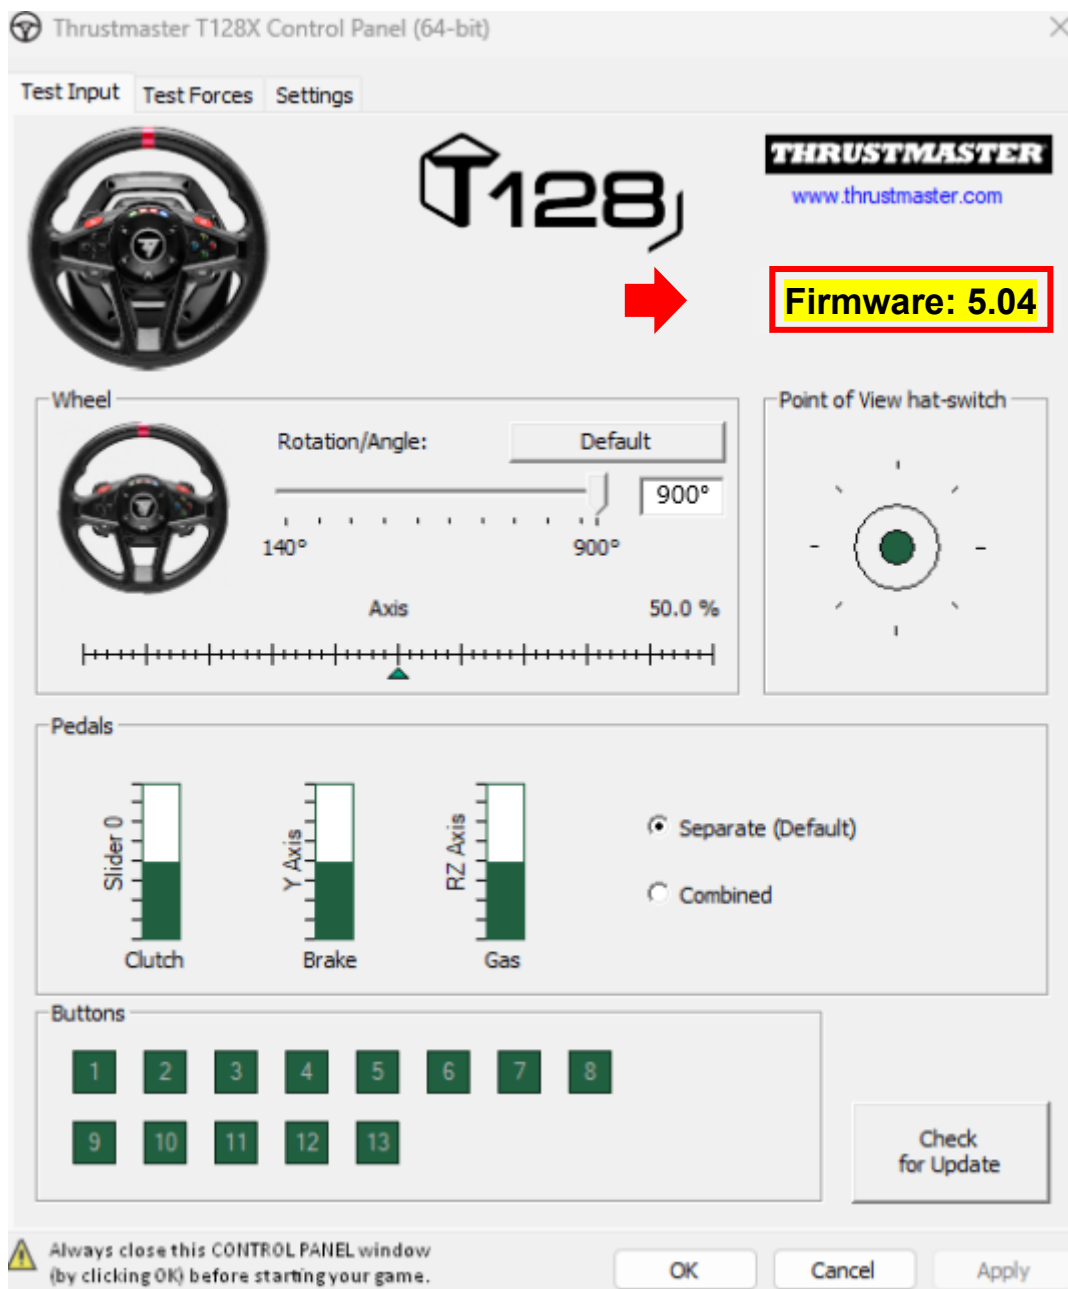 Thrustmaster T128X Control Panel (64-bit)
Test Input Test Forces Settings
T128
THRUSTMASTER
www.thrustmaster.com
Firmware: 5.04
Wheel
Rotation/Angle:
Default
900°
140°
900°
Axis
50.0 %
Point of View hat-switch
Pedals
Slider 0
Clutch
Y Axis
Brake
RZ Axis
Gas
Separate (Default)
Combined
Buttons
1 2 3 4 5 6 7 8
9 10 11 12 13
Check
for Update
Always close this CONTROL PANEL window
(by clicking OK) before starting your game.
OK
Cancel
Apply